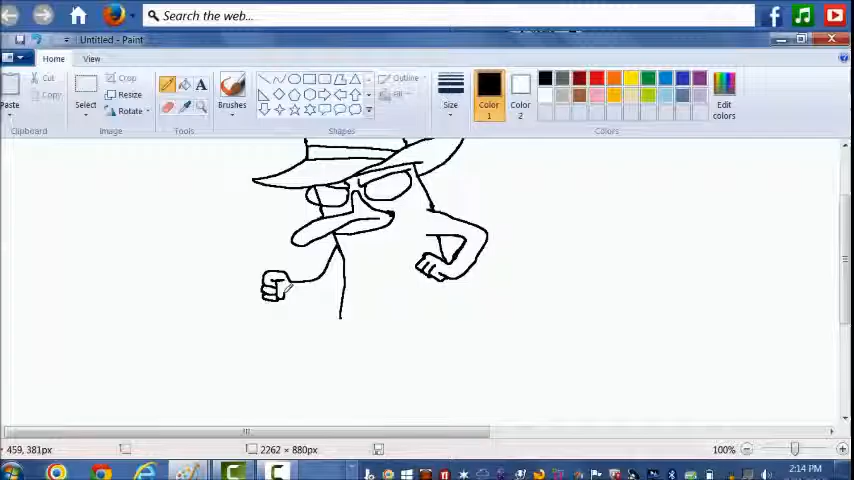 Search the web...
Untitled - Paint
Home View
Paste
Cut
Copy
Clipboard
Select
Crop
Resize
Rotate
Image
A
Tools
Brushes
Outline
Fill
Shapes
Size
Color 1
Color 2
Edit colors
Colors
459, 381px
2262 × 880px
100%
2:14 PM